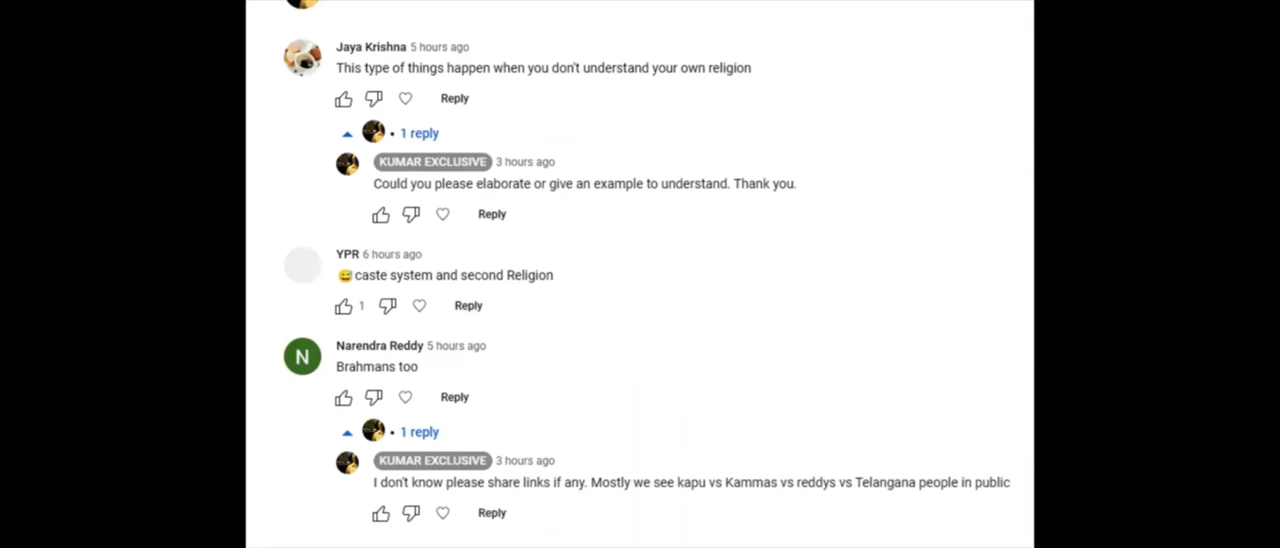 Jaya Krishna 5 hours ago
This type of things happen when you don't understand your own religion
Reply
• 1 reply
KUMAR EXCLUSIVE 3 hours ago
Could you please elaborate or give an example to understand. Thank you.
Reply
YPR 6 hours ago
😅caste system and second Religion
1 Reply
N
Narendra Reddy 5 hours ago
Brahmans too
Reply
• 1 reply
KUMAR EXCLUSIVE 3 hours ago
I don't know please share links if any. Mostly we see kapu vs Kammas vs reddys vs Telangana people in public
Reply